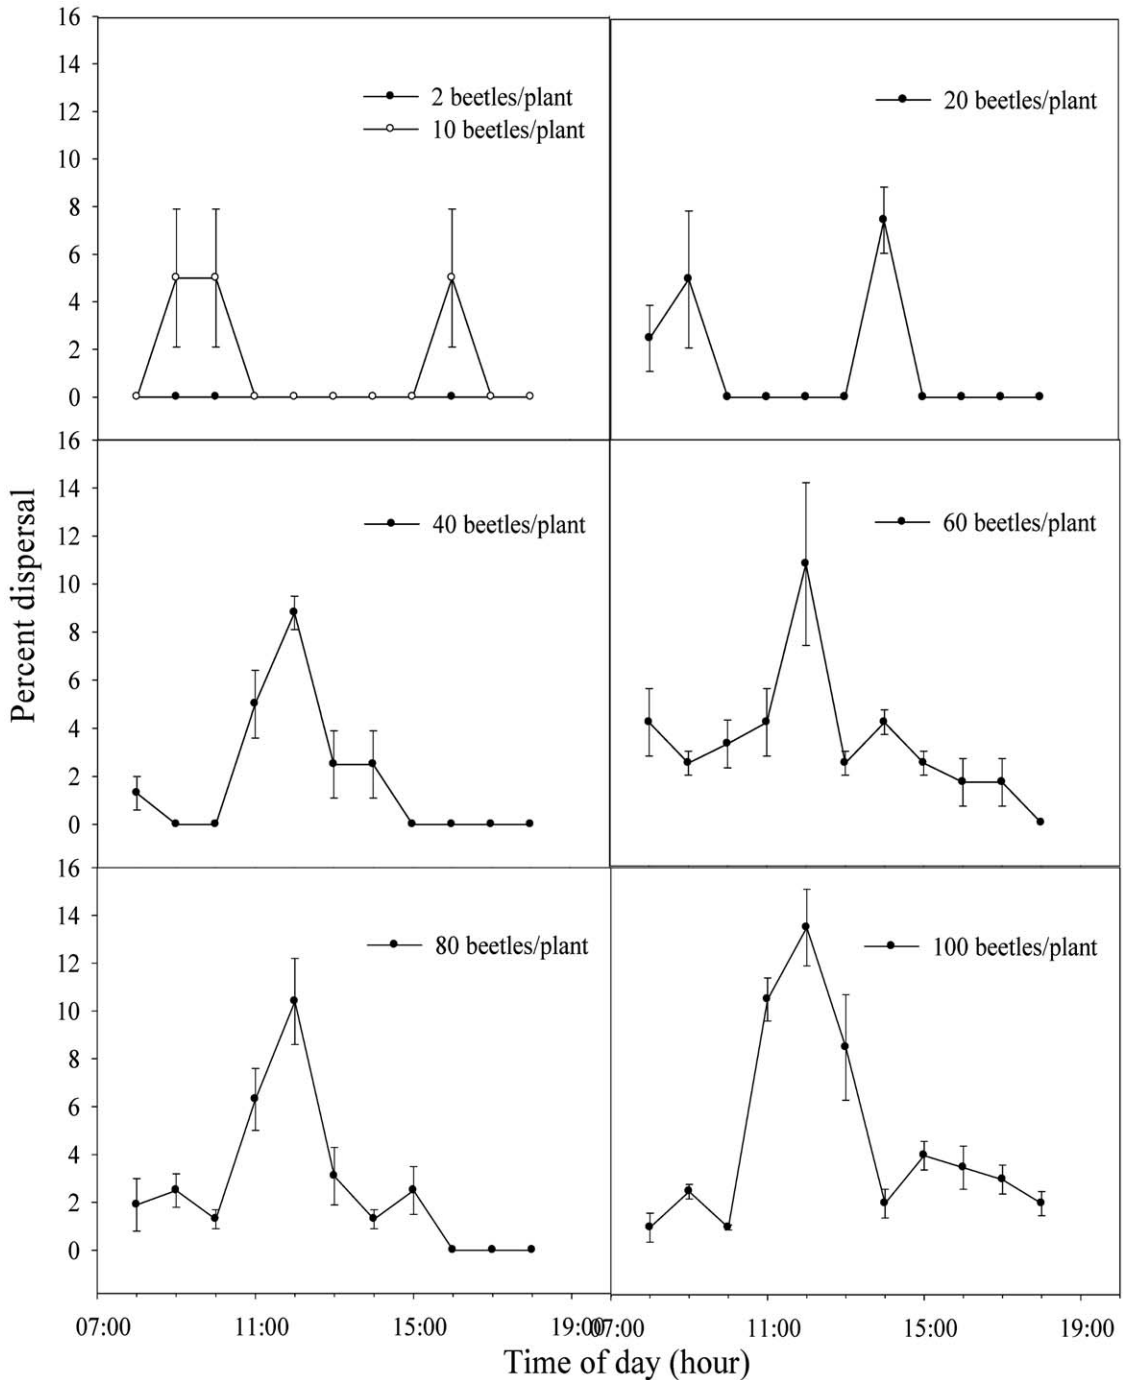 16
14
12
10
8
6
4
2
0
2 beetles/plant
10 beetles/plant
20 beetles/plant
16
14
12
10
8
6
4
2
0
40 beetles/plant
60 beetles/plant
Percent dispersal
16
14
12
10
8
6
4
2
0
80 beetles/plant
100 beetles/plant
07:00 11:00 15:00 19:00 07:00 11:00 15:00 19:00
Time of day (hour)